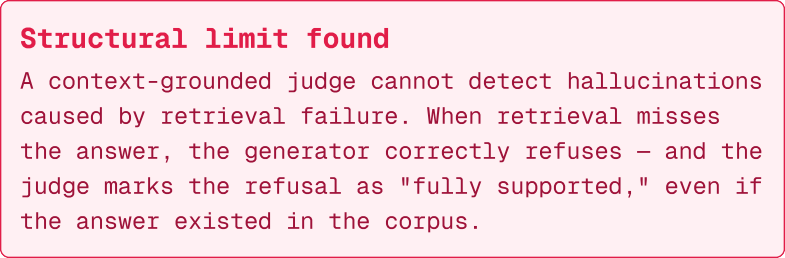 Structural limit found
A context-grounded judge cannot detect hallucinations
caused by retrieval failure. When retrieval misses
the answer, the generator correctly refuses — and the
judge marks the refusal as "fully supported," even if
the answer existed in the corpus.